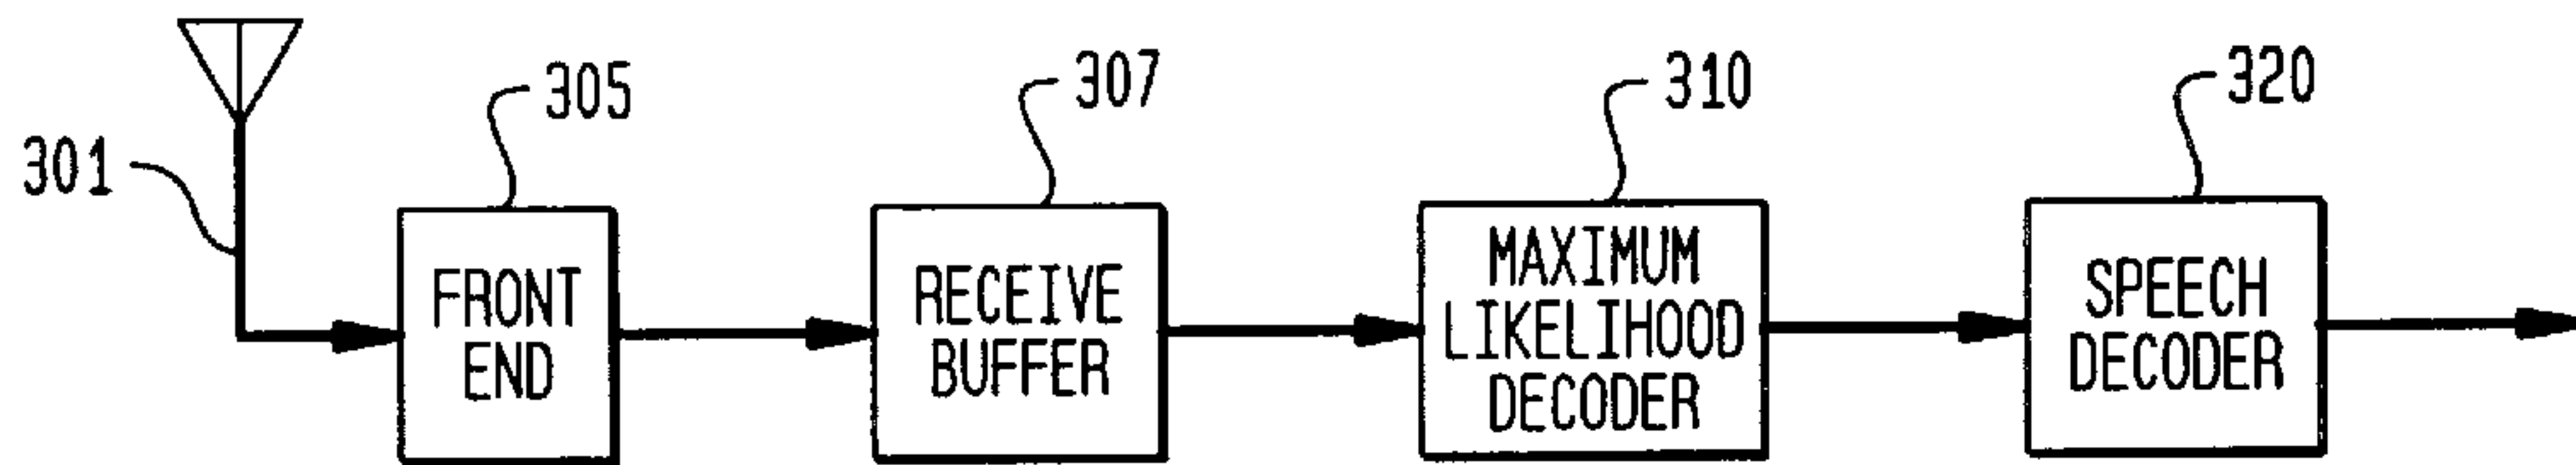 301
305
FRONT
END
307
RECEIVE
BUFFER
310
MAXIMUM
LIKELIHOOD
DECODER
320
SPEECH
DECODER